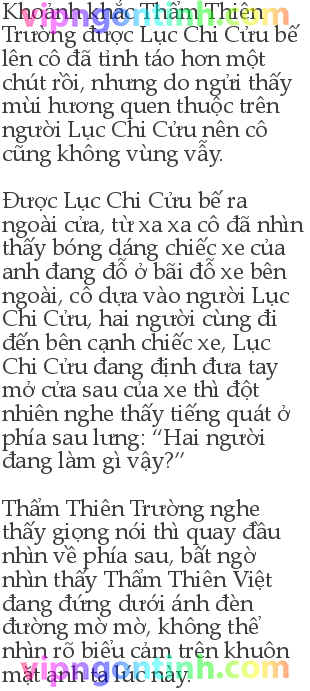 Khoảnh khắc Thẩm Thiên
Trường được Lục Chi Cửu bế
lên cô đã tỉnh táo hơn một
chút rồi, nhưng do ngửi thấy
mùi hương quen thuộc trên
người Lục Chi Cửu nên cô
cũng không vùng vẫy.
vipngontinh.com
Được Lục Chi Cửu bế ra
ngoài cửa, từ xa xa cô đã nhìn
thấy bóng dáng chiếc xe của
anh đang đỗ ở bãi đỗ xe bên
ngoài, cô dựa vào người Lục
Chi Cửu, hai người cùng đi
đến bên cạnh chiếc xe, Lục
Chi Cửu đang định đưa tay
mở cửa sau của xe thì đột
nhiên nghe thấy tiếng quát ở
phía sau lưng: “Hai người
đang làm gì vậy?”
Thẩm Thiên Trường nghe
thấy giọng nói thì quay đầu
nhìn về phía sau, bất ngờ
nhìn thấy Thẩm Thiên Việt
đang đứng dưới ánh đèn
đường mờ mờ, không thể
nhìn rõ biểu cảm trên khuôn
mặt anh ta lúc này.
vipngontinh.com